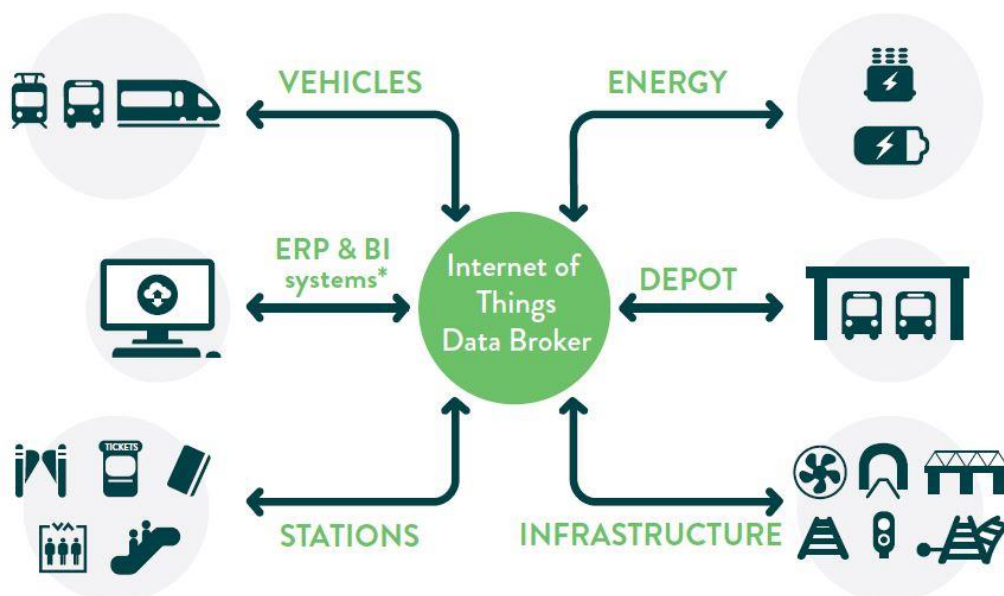 VEHICLES
ENERGY
ERP & BI
systems*
Internet of
Things
Data Broker
DEPOT
TICKETS
STATIONS
INFRASTRUCTURE